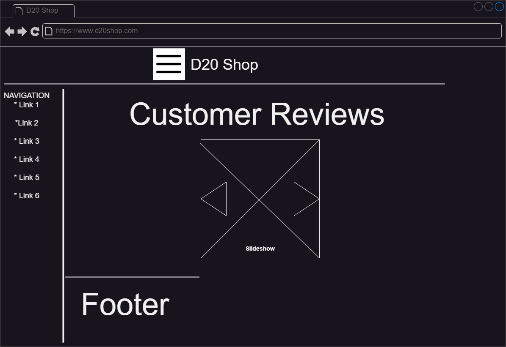 D20 Shop
https://www.d20shop.com
D20 Shop
NAVIGATION
* Link 1
*Link 2
* Link 3
* Link 4
* Link 5
* Link 6
Customer Reviews
Slideshow
Footer